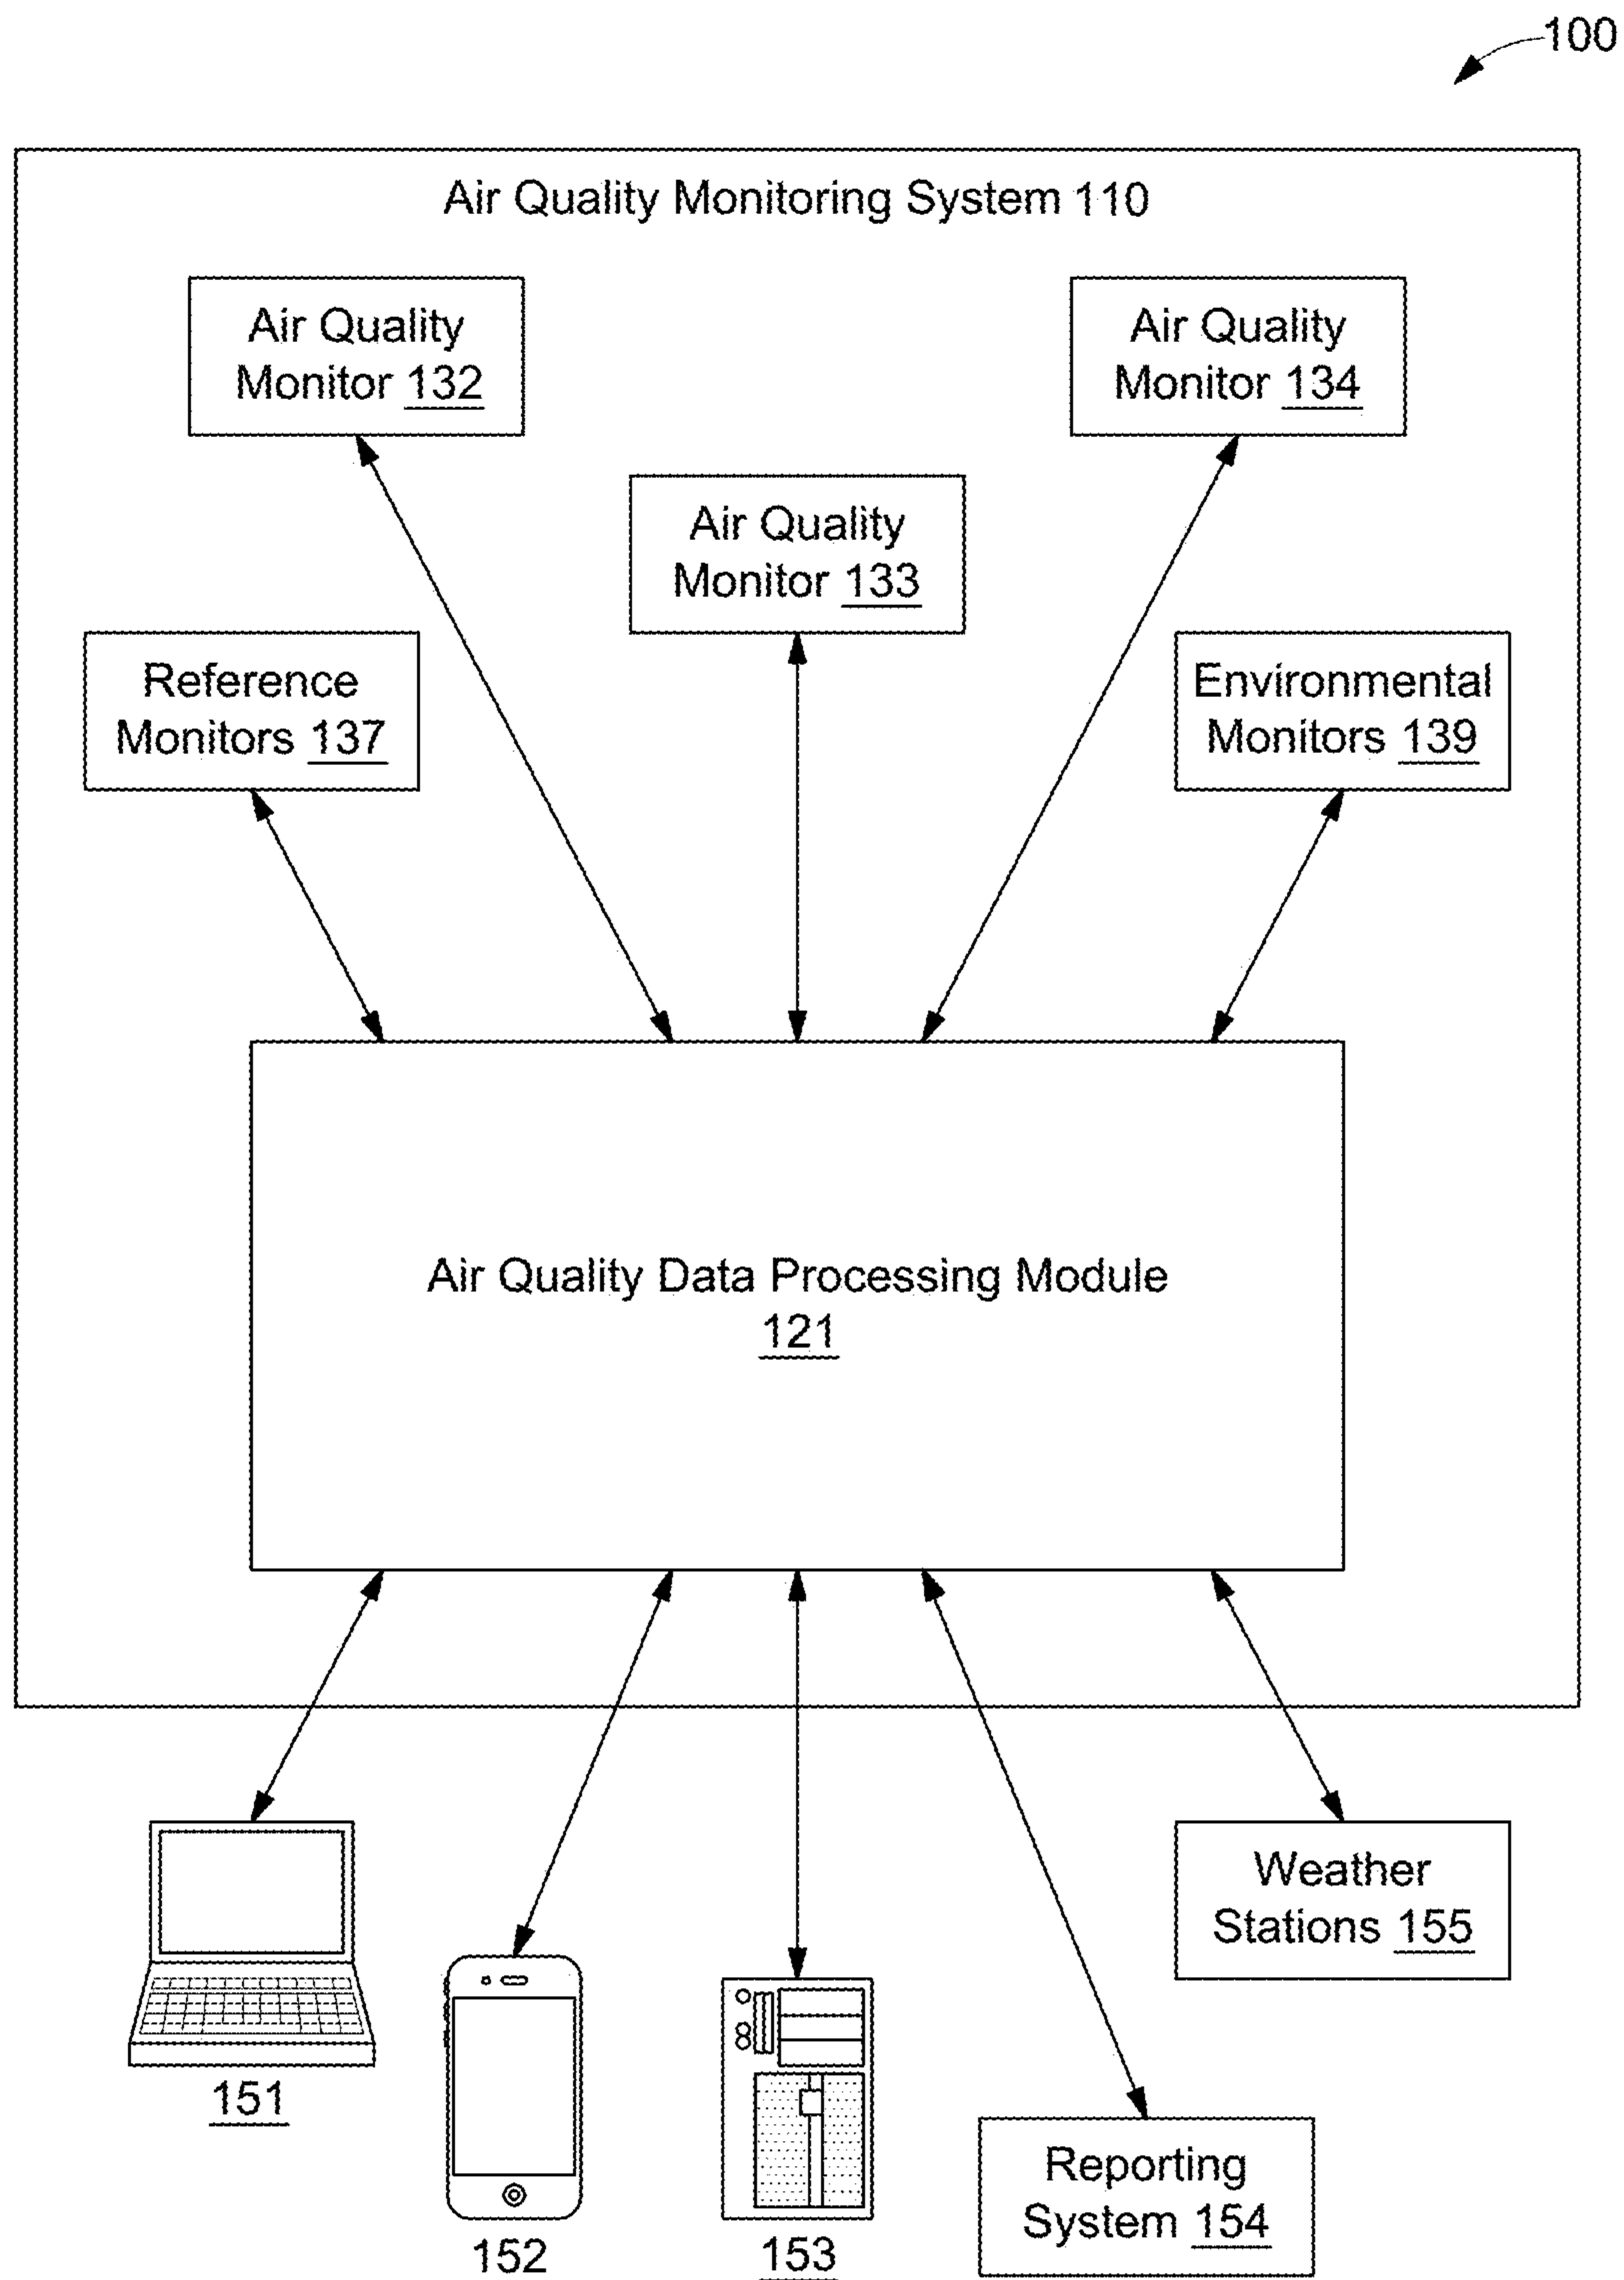 100
Air Quality Monitoring System 110
Air Quality
Monitor 132
Air Quality
Monitor 134
Air Quality
Monitor 133
Reference
Monitors 137
Environmental
Monitors 139
Air Quality Data Processing Module
121
Weather
Stations 155
151
Reporting
System 154
152
153